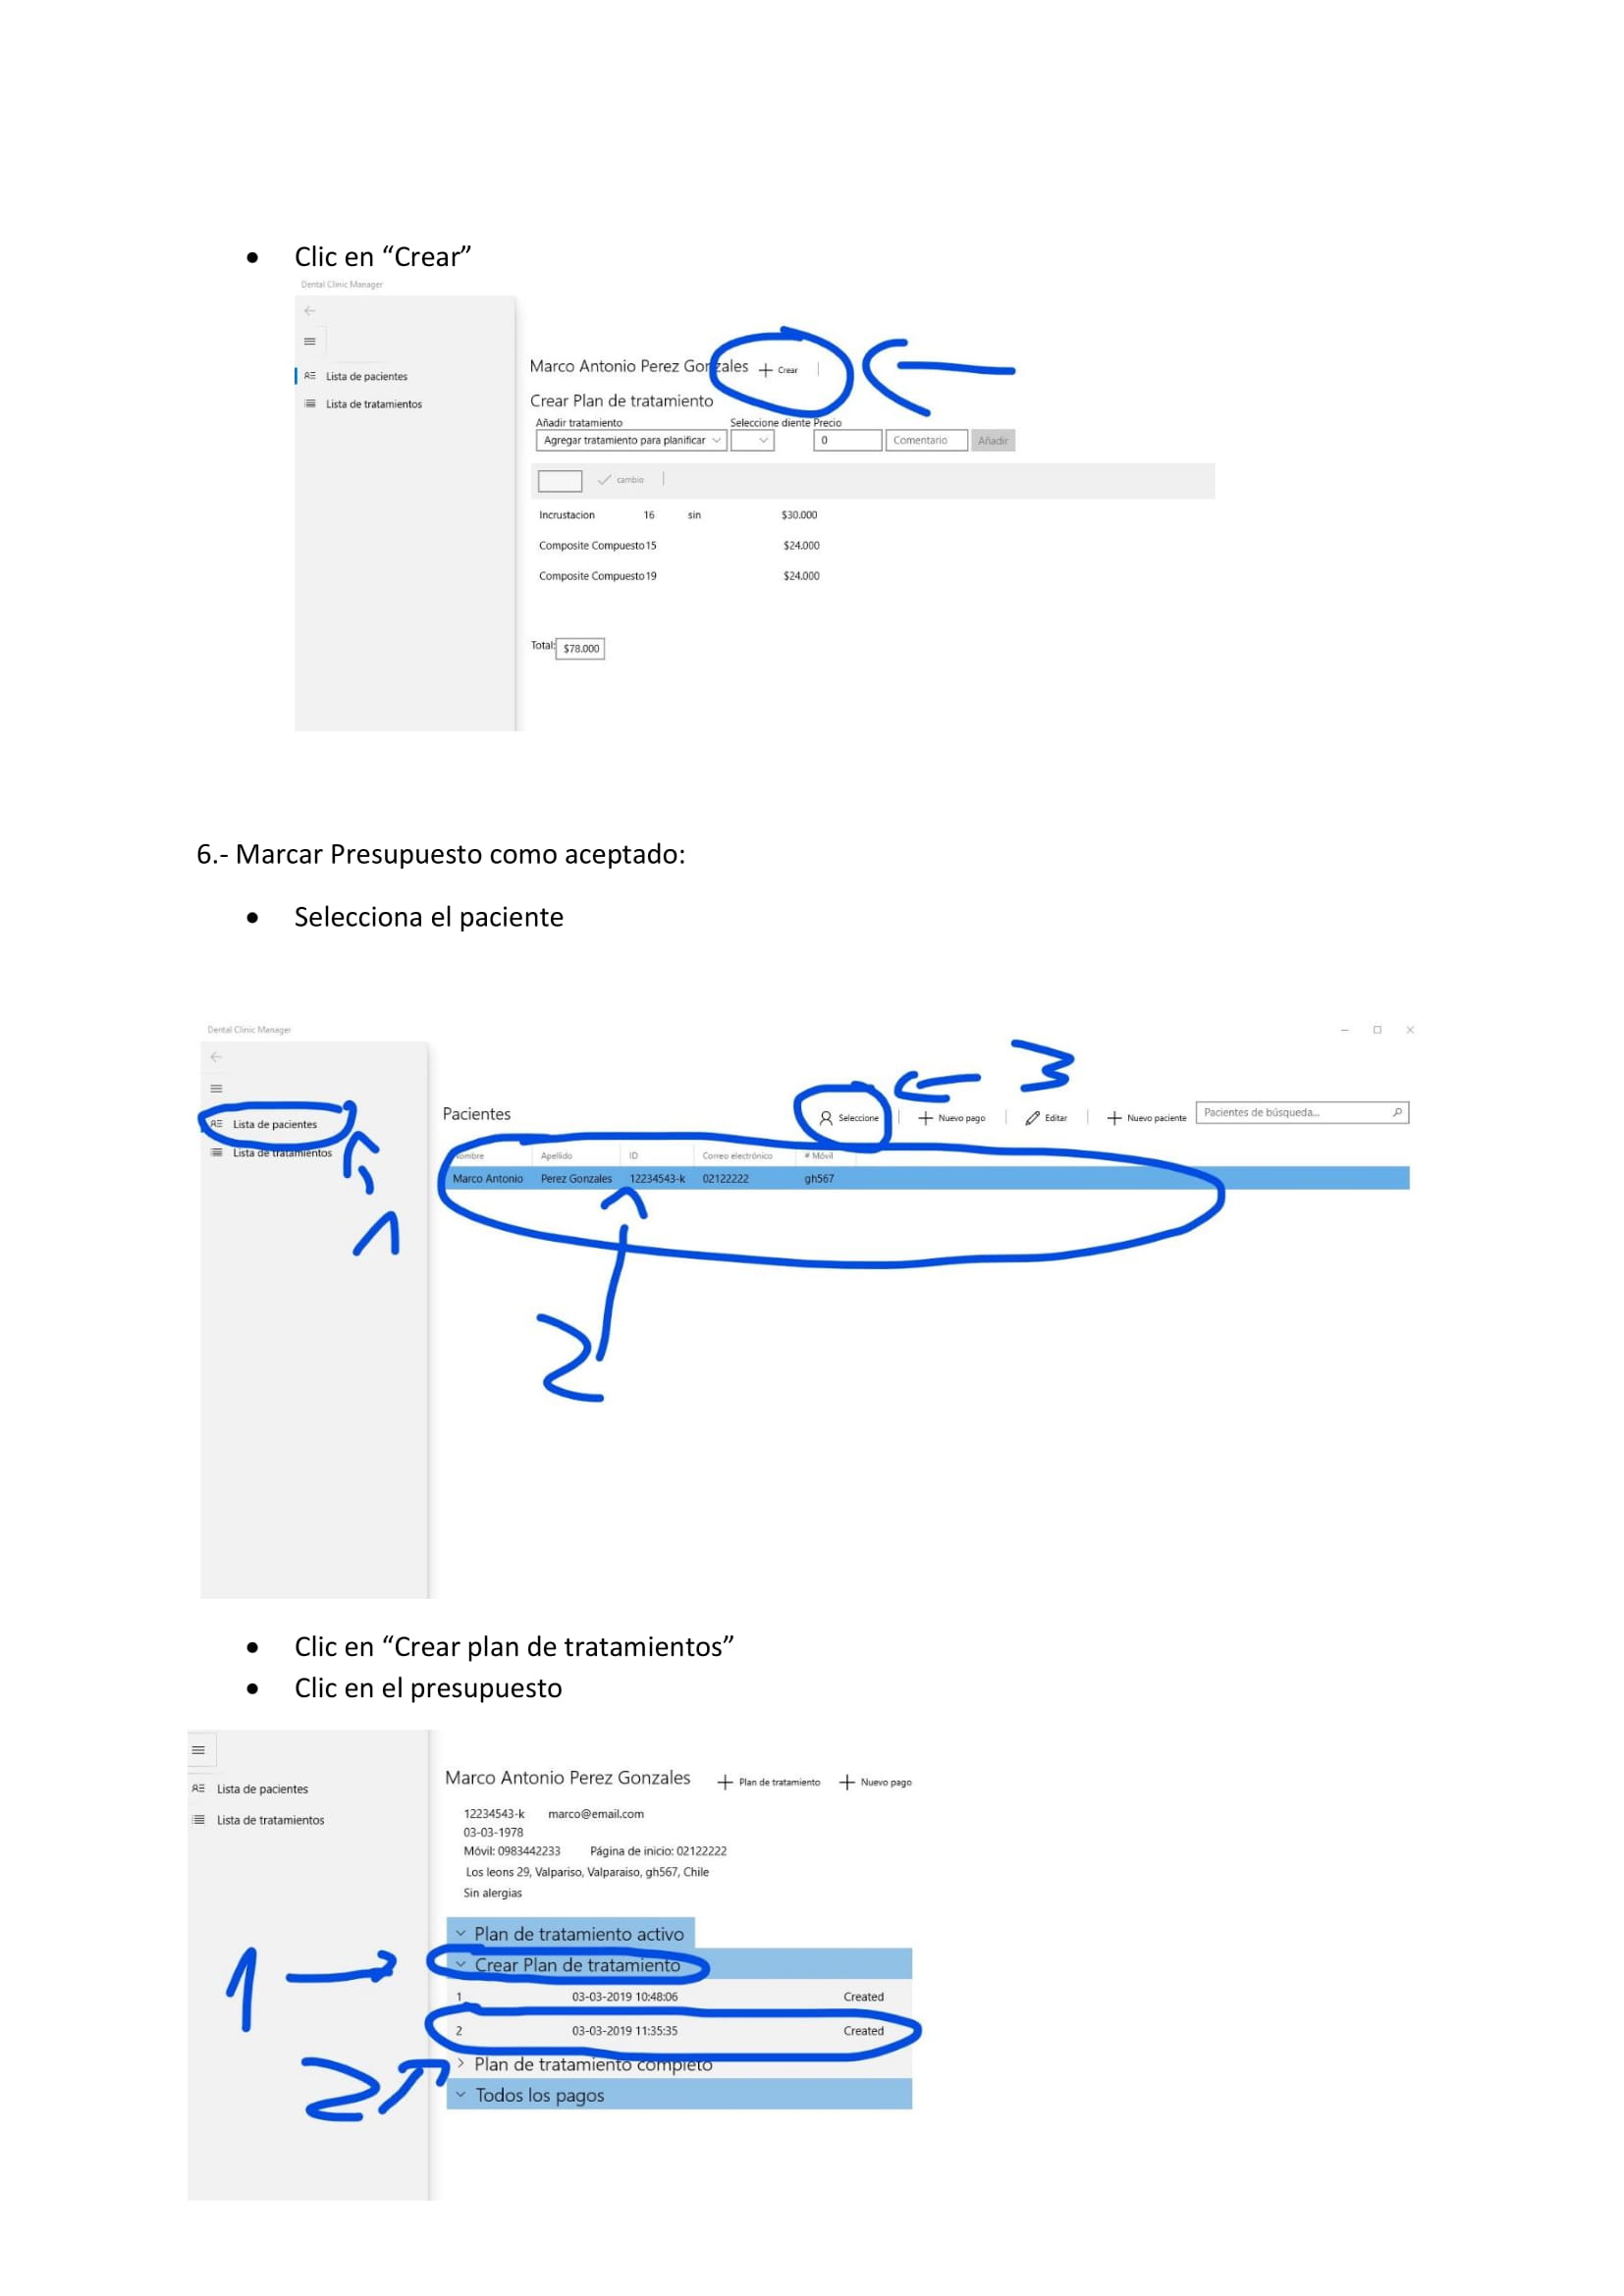 • Clic en “Crear”
Dental Clinic Manager
Lista de pacientes
Lista de tratamientos
Marco Antonio Perez Gonzales + Crear
Crear Plan de tratamiento
Añadir tratamiento Seleccione diente Precio
Agregar tratamiento para planificar 0 Comentario Añadir
cambio
Incrustacion 16 sin $30.000
Composite Compuesto15 $24.000
Composite Compuesto19 $24.000
Total: $78.000
6.- Marcar Presupuesto como aceptado:
• Selecciona el paciente
Dental Clinic Manager
Lista de pacientes
Lista de tratamientos
1
3
Pacientes Seleccione + Nuevo pago Editar + Nuevo paciente Pacientes de búsqueda...
Nombre Apellido ID Correo electrónico # Móvil
Marco Antonio Perez Gonzales 12234543-k 02122222 gh567
2
• Clic en “Crear plan de tratamientos”
• Clic en el presupuesto
Lista de pacientes
Lista de tratamientos
Marco Antonio Perez Gonzales + Plan de tratamiento + Nuevo pago
12234543-k marco@email.com
03-03-1978
Móvil: 0983442233 Página de inicio: 02122222
Los leons 29, Valpariso, Valparaiso, gh567, Chile
Sin alergias
Plan de tratamiento activo
1
Crear Plan de tratamiento
1 03-03-2019 10:48:06 Created
2 03-03-2019 11:35:35 Created
2
Plan de tratamiento completo
Todos los pagos